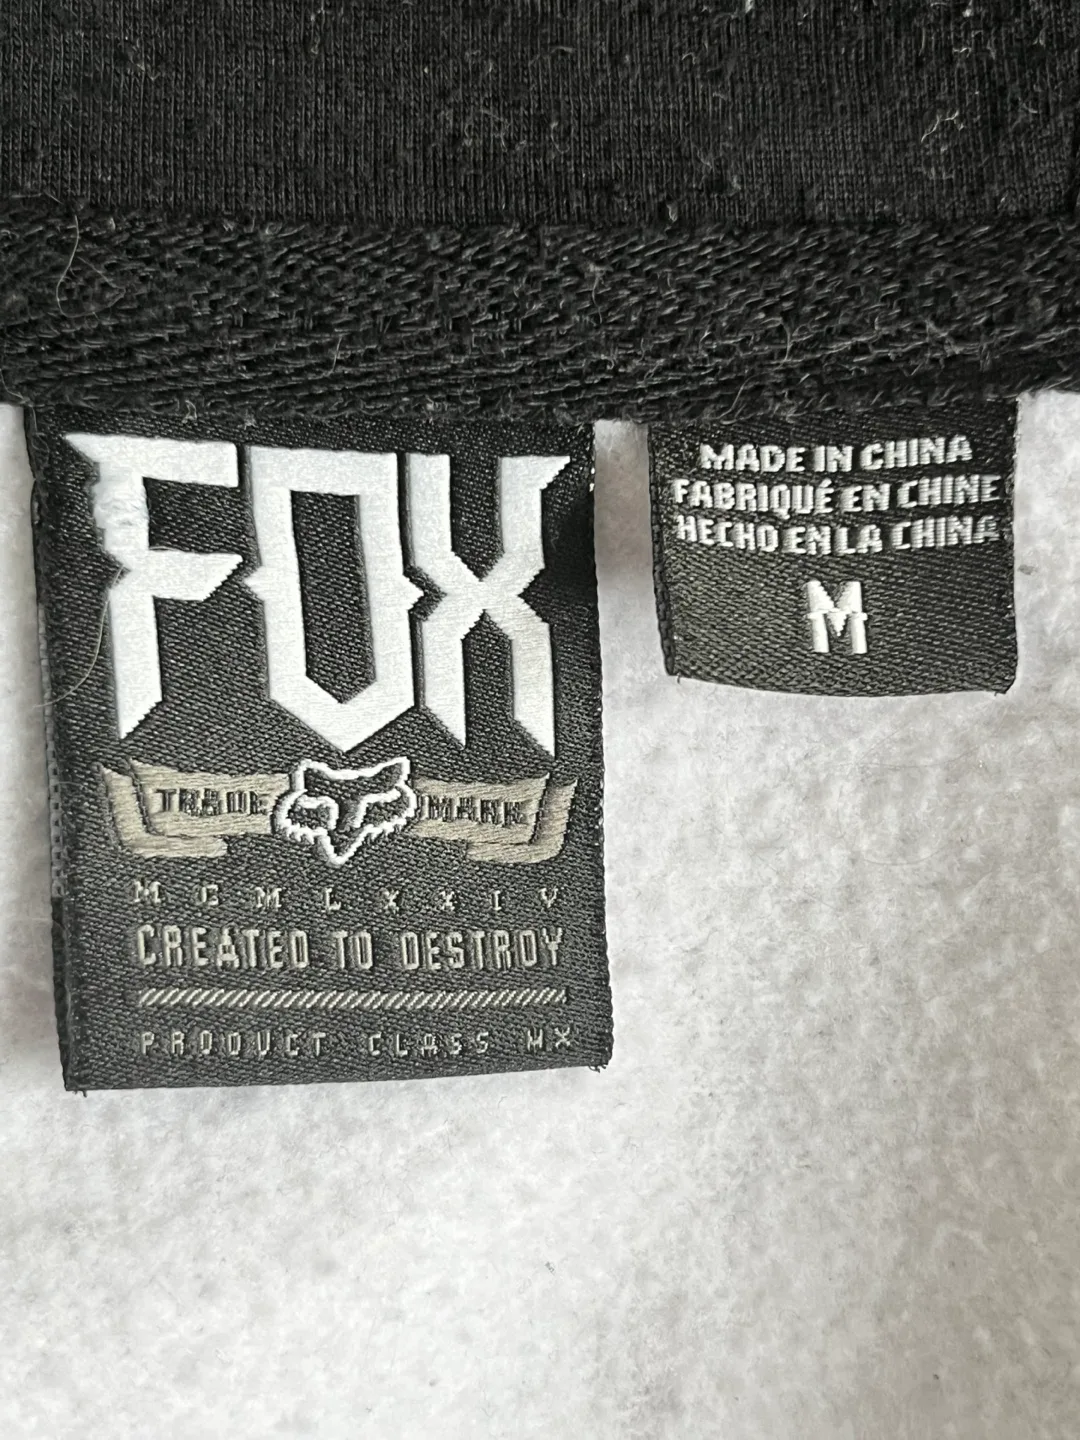 FOX
TRADE MARK
MCMLXXIV
CREATED TO DESTROY
PRODUCT CLASS MX
MADE IN CHINA
FABRIQUÉ EN CHINE
HECHO EN LA CHINA
M